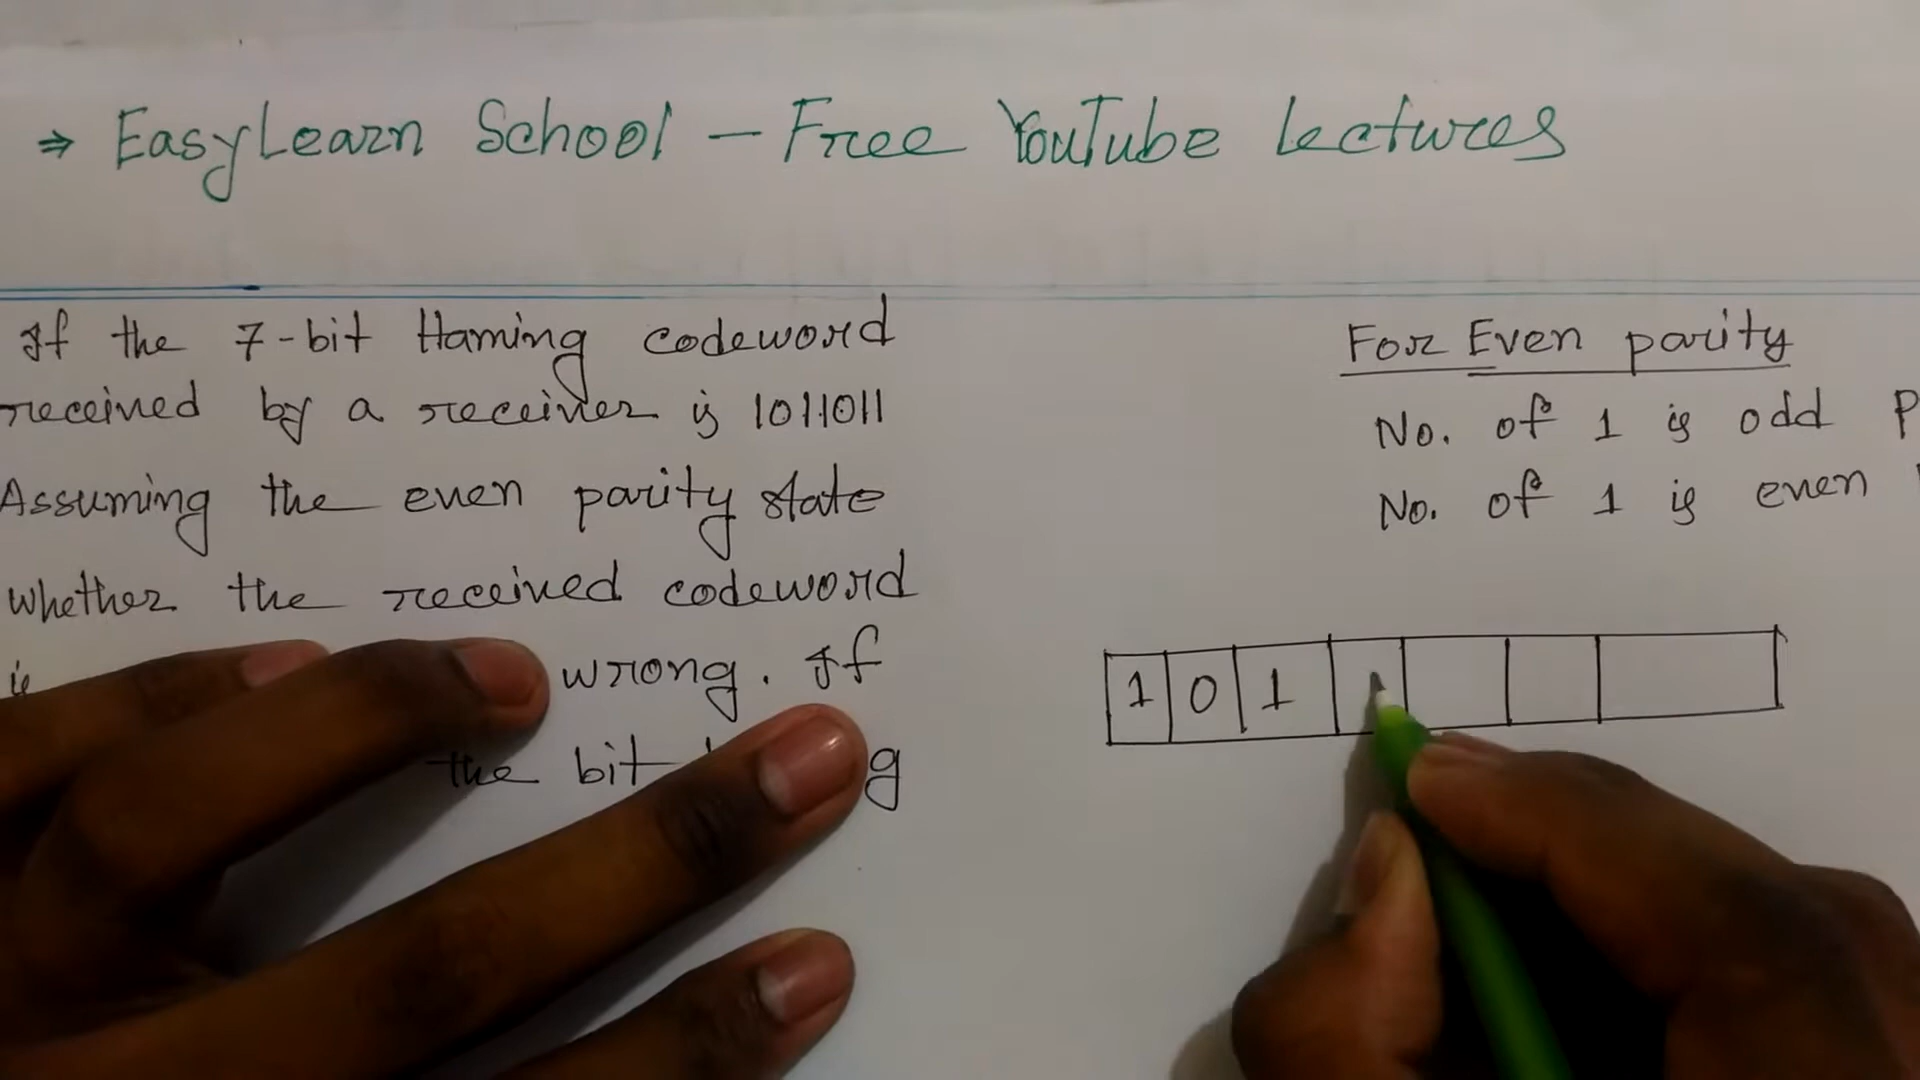 ⇒ EasyLearn School – Free YouTube Lectures
If the 7-bit Haming codeword
received by a receiver is 1011011
Assuming the even parity state
whether the received codeword
is wrong. If
the bit
For Even parity
No. of 1 is odd P
No. of 1 is even
1 0 1